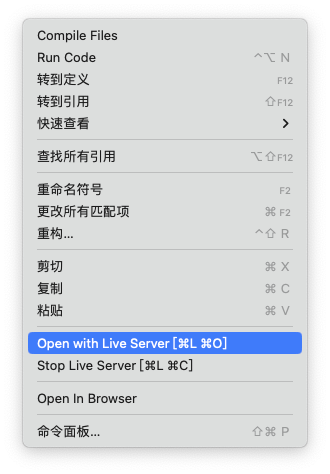 Compile Files
Run Code ⌃⌥ N
转到定义 F12
转到引用 ⇧F12
快速查看
查找所有引用 ⌥⇧F12
重命名符号 F2
更改所有匹配项 ⌘ F2
重构... ⌃⇧ R
剪切 ⌘ X
复制 ⌘ C
粘贴 ⌘ V
Open with Live Server [⌘L ⌘O]
Stop Live Server [⌘L ⌘C]
Open In Browser
命令面板... ⇧⌘ P